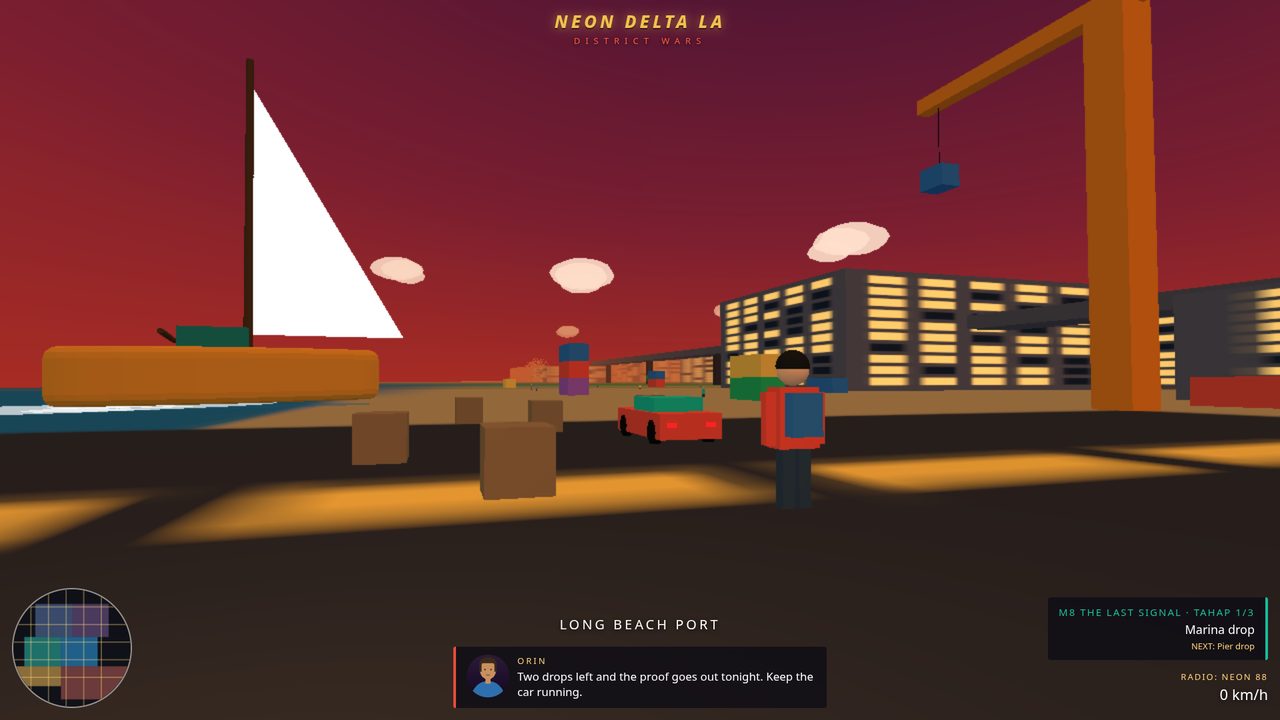 NEON DELTA LA
DISTRICT WARS
LONG BEACH PORT
ORIN
Two drops left and the proof goes out tonight. Keep the
car running.
M8 THE LAST SIGNAL · TAHAP 1/3
Marina drop
NEXT: Pier drop
RADIO: NEON 88
0 km/h